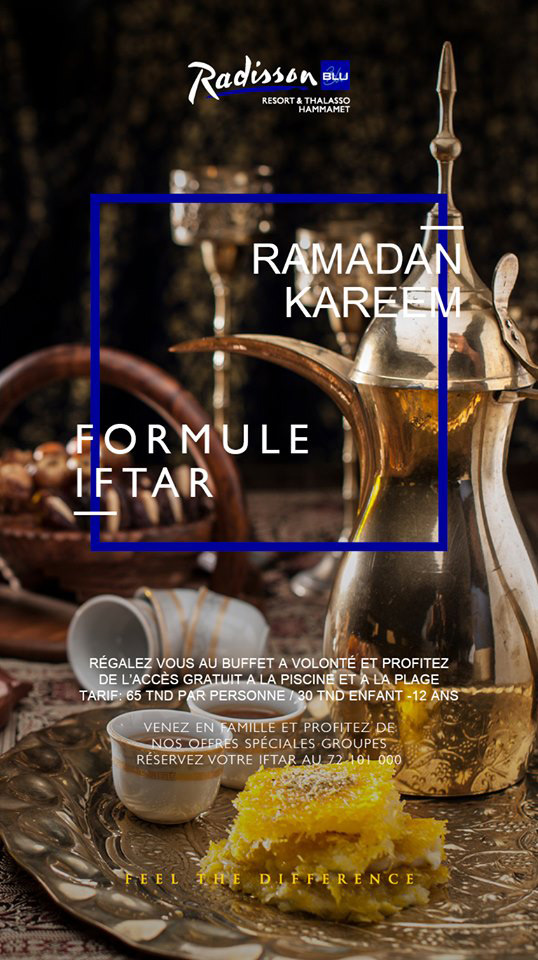 Radisson BLU
RESORT & THALASSO
HAMMAMET
RAMADAN
KAREEM
FORMULE
IFTAR
RÉGALEZ VOUS AU BUFFET A VOLONTÉ ET PROFITEZ
DE L'ACCÈS GRATUIT A LA PISCINE ET A LA PLAGE
TARIF: 65 TND PAR PERSONNE / 30 TND ENFANT -12 ANS
VENEZ EN FAMILLE ET PROFITEZ DE
NOS OFFRES SPÉCIALES GROUPES
RÉSERVEZ VOTRE IFTAR AU 72 101 000
FEEL THE DIFFERENCE